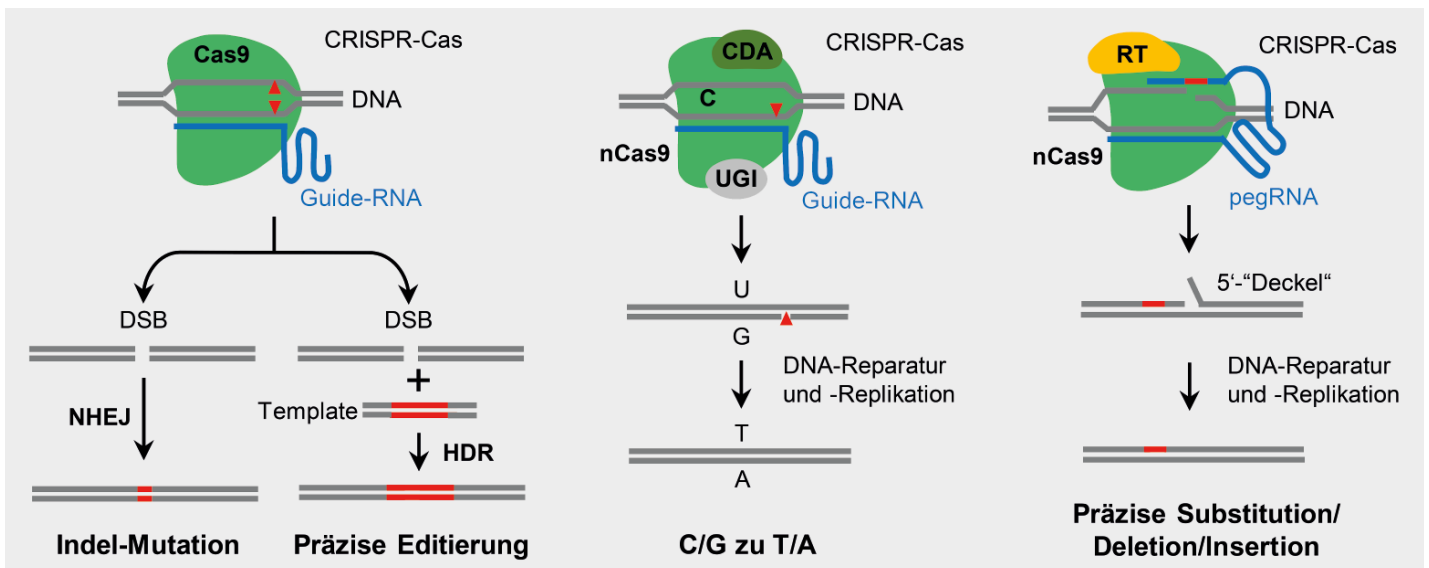 Cas9
CRISPR-Cas
DNA
Guide-RNA
DSB
DSB
NHEJ
Template
+
HDR
Indel-Mutation
Präzise Editierung
CDA
CRISPR-Cas
C
DNA
nCas9
UGI
Guide-RNA
U
G
DNA-Reparatur
und -Replikation
T
A
C/G zu T/A
RT
CRISPR-Cas
DNA
nCas9
pegRNA
5‘-“Deckel“
DNA-Reparatur
und -Replikation
Präzise Substitution/
Deletion/Insertion